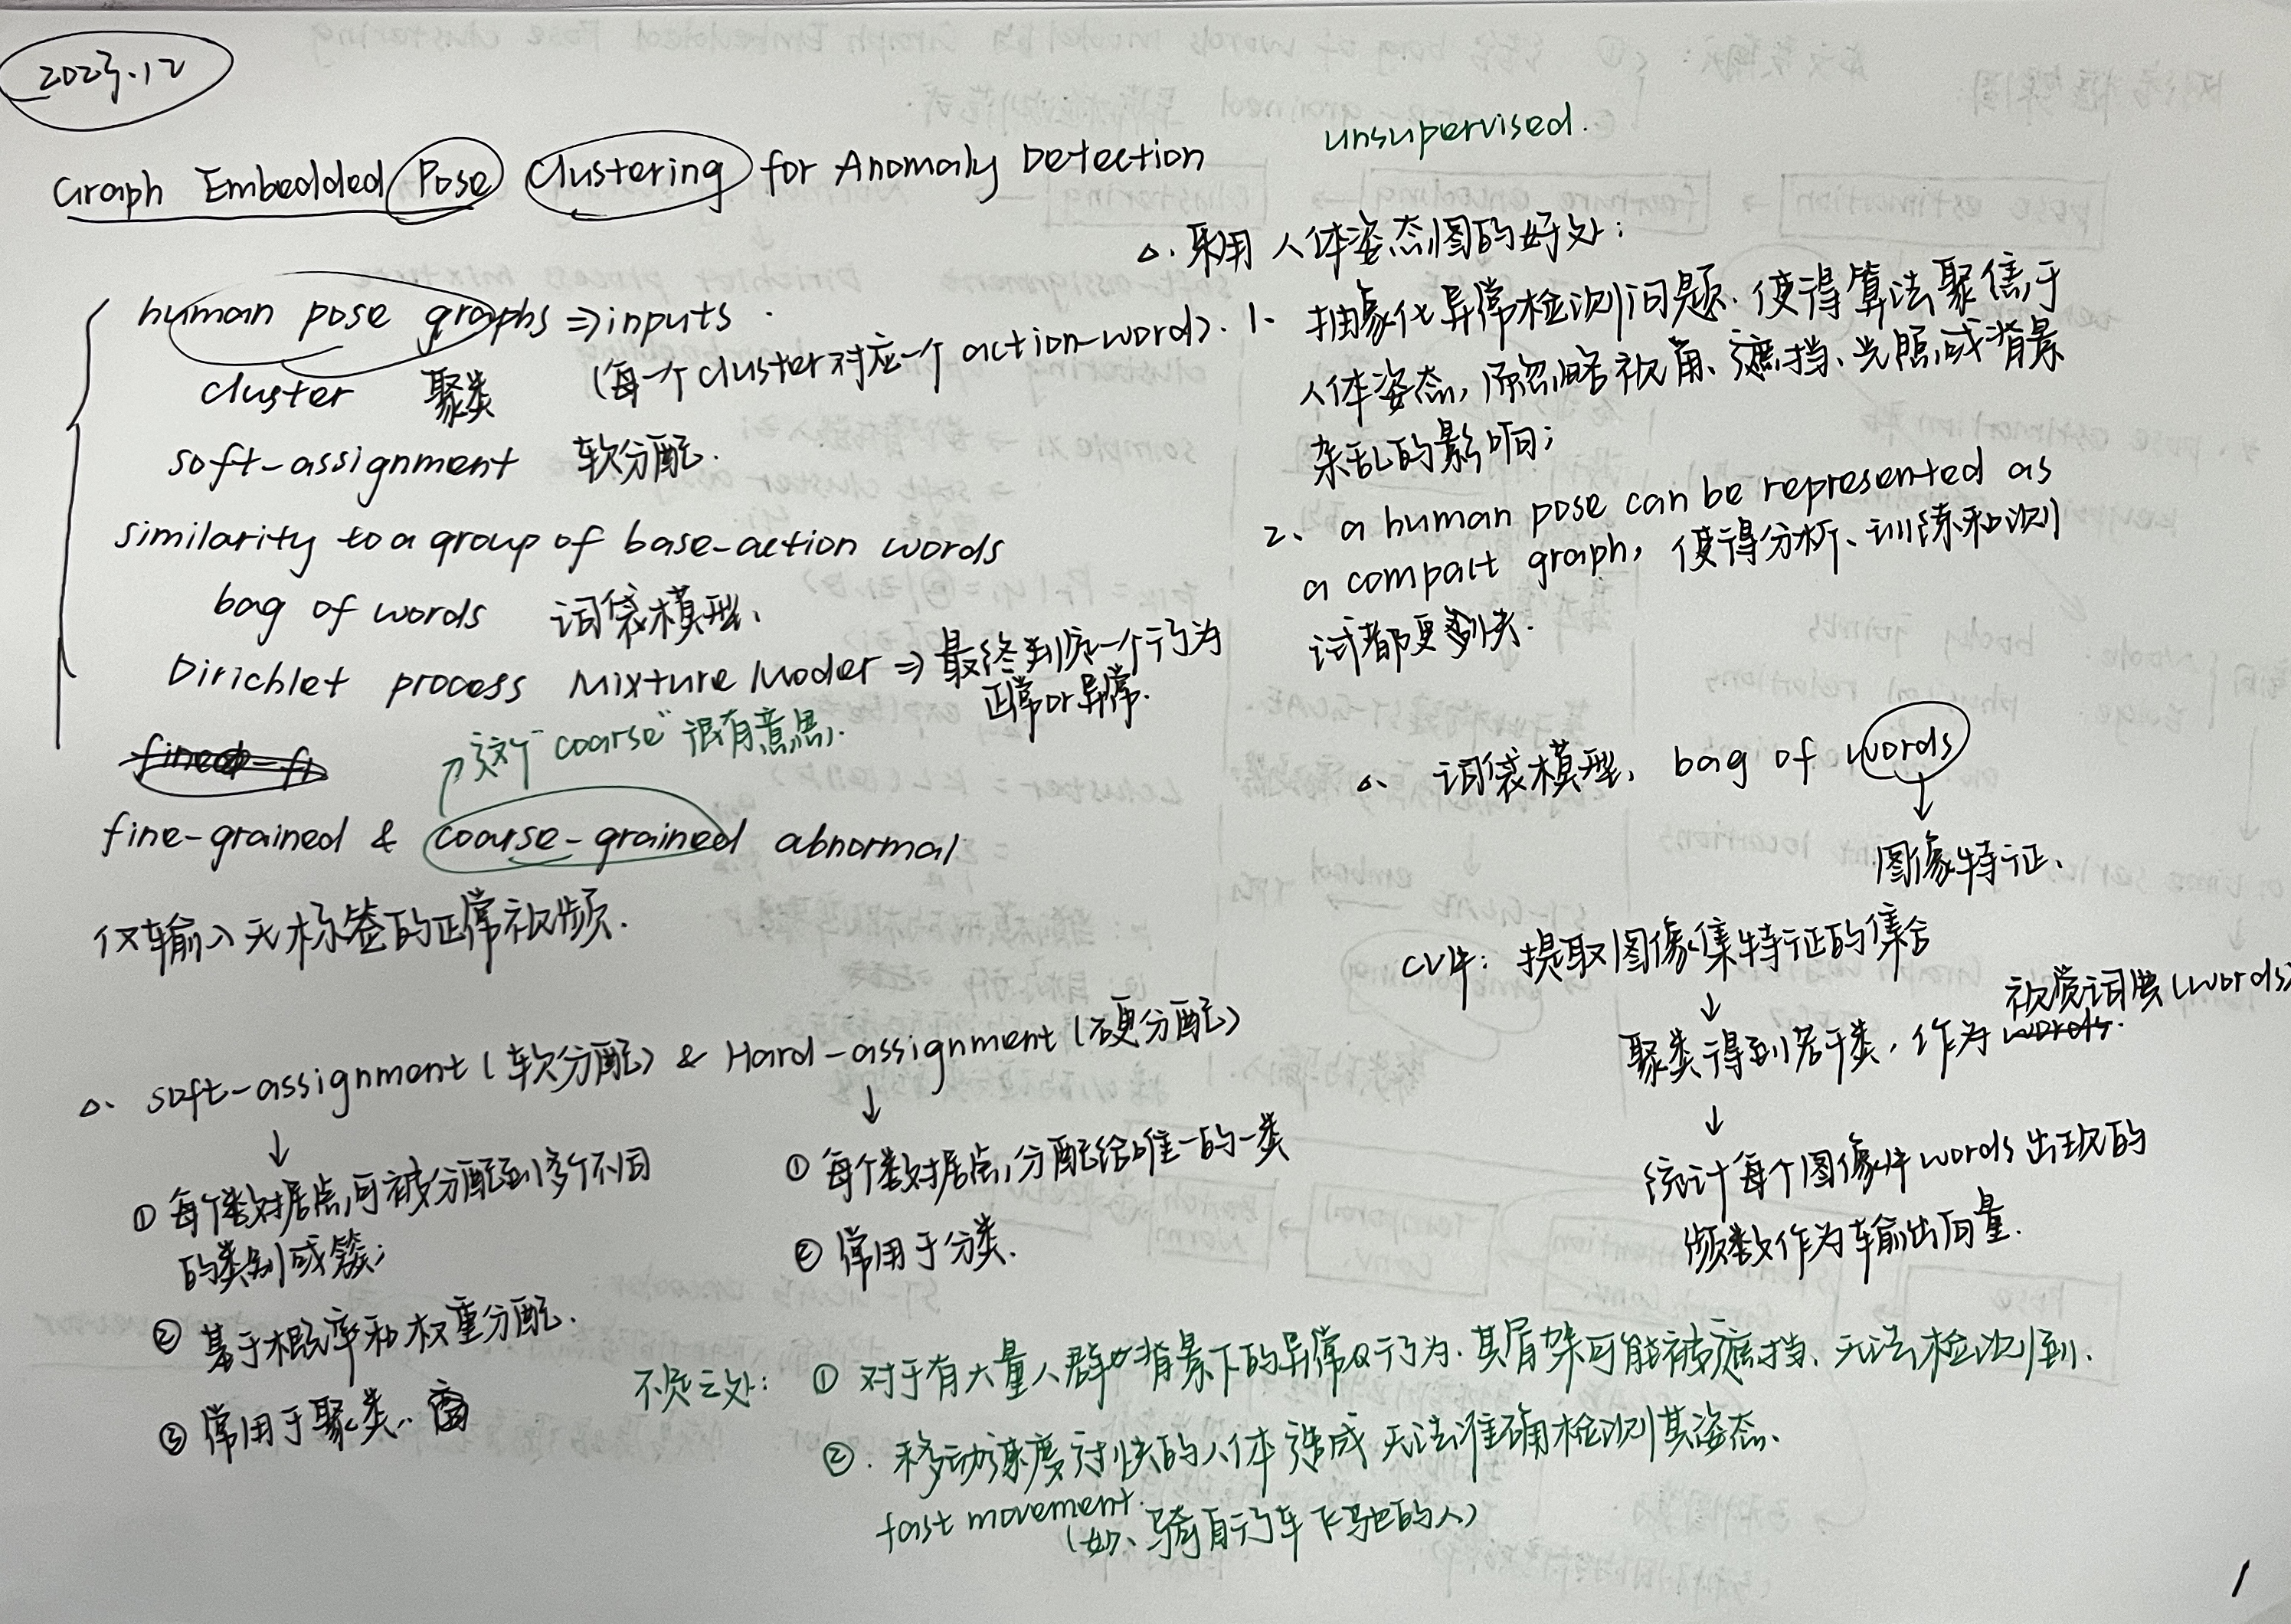 2023.12
unsupervised.
Graph Embedded Pose Clustering for Anomaly Detection
human pose graphs ⇒ inputs.
cluster 聚类 (每一个cluster对应一个action-word).
soft-assignment 软分配.
similarity to a group of base-action words
bag of words 词袋模型、
Dirichlet process Mixture Model ⇒ 最终判定一个行为
正常or异常.
↗这个"coarse"很有意思.
fine-grained & coarse-grained abnormal
仅输入无标签的正常视频.
△. 采用 人体姿态图的好处:
1. 抽象化异常检测问题. 使得算法聚焦于
人体姿态, 而忽略视角、遮挡、光照或背景
杂乱的影响;
2、 a human pose can be represented as
a compact graph, 使得分析、训练和测
试都更快.
△. 词袋模型, bag of words
↓
图像特征、
CV中: 提取图像集特征的集合
↓
聚类得到若干类, 作为 视觉词典(words)
↓
统计每个图像中words出现的
频数作为输出向量.
△. soft-assignment (软分配) & Hard-assignment (硬分配)
↓
① 每个数据点,可被分配到多个不同
的类别或簇;
② 基于概率和权重分配.
③ 常用于聚类.
↓
① 每个数据点,分配给唯一的一类
② 常用于分类.
不足之处: ① 对于有大量人群背景下的异常行为. 其骨架可能被遮挡、无法检测到.
②. 移动速度过快的人体造成无法准确检测其姿态、
fast movement.
(如、骑自行车飞驰的人)
1